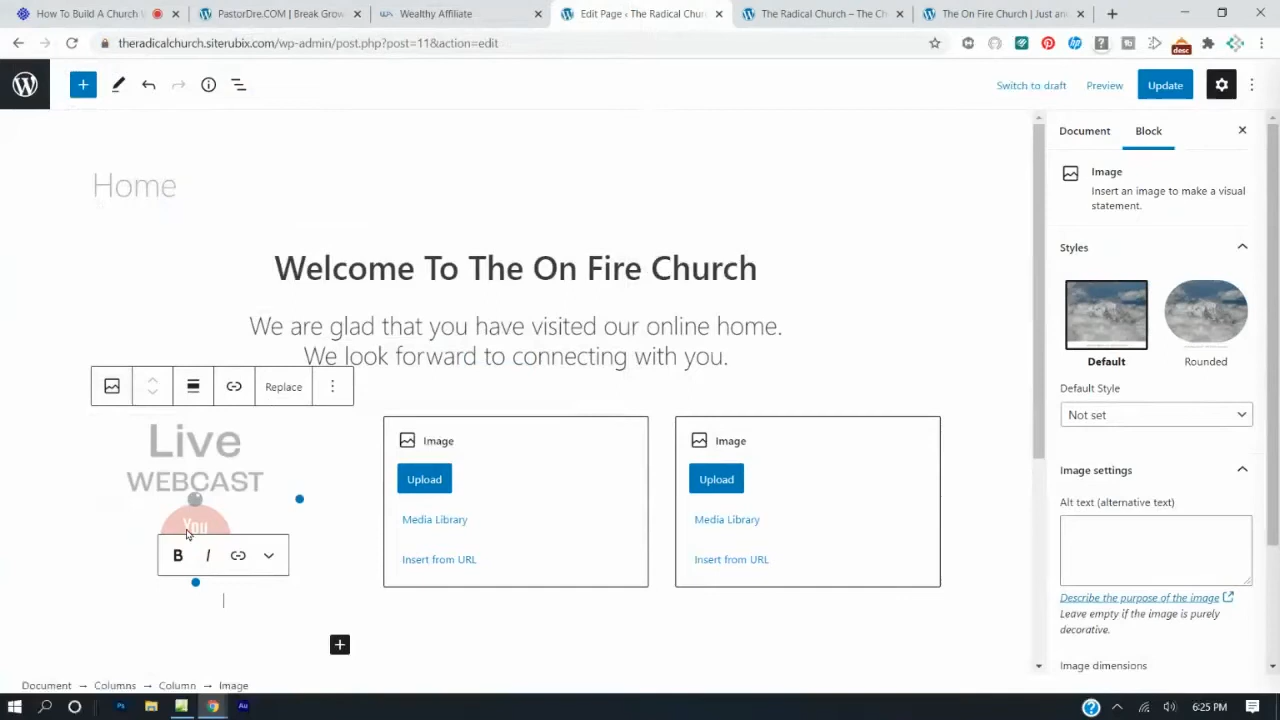 How To Build A Church
PastorDre.COM | Break Grow
Wealthy Affiliate
Edit Page ‹ The Radical Chur
The Radical Church – The Ch
The On Fire Church | Just an
theradicalchurch.siterubix.com/wp-admin/post.php?post=11&action=edit
desc
Switch to draft
Preview
Update
Document
Block
Image
Insert an image to make a visual
statement.
Styles
Default
Rounded
Default Style
Not set
Image settings
Alt text (alternative text)
Describe the purpose of the image
Leave empty if the image is purely
decorative.
Image dimensions
Home
Welcome To The On Fire Church
We are glad that you have visited our online home.
We look forward to connecting with you.
Replace
Live
WEBCAST
You
B I
Image
Upload
Media Library
Insert from URL
Image
Upload
Media Library
Insert from URL
Document → Columns → Column → Image
Ps
Au
6:25 PM